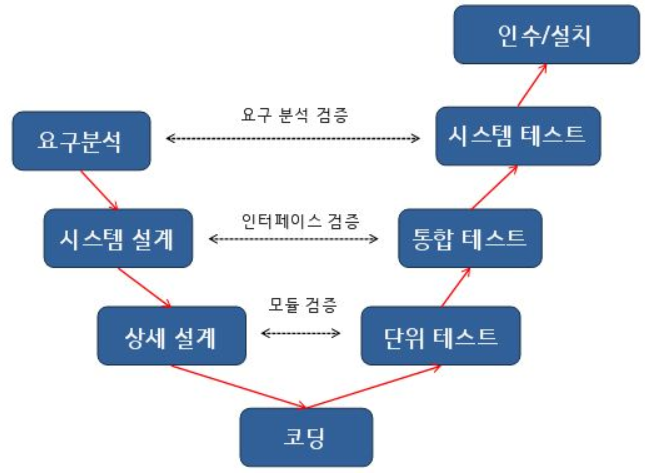 인수/설치
요구 분석 검증
요구분석
시스템 테스트
인터페이스 검증
시스템 설계
통합 테스트
모듈 검증
상세 설계
단위 테스트
코딩